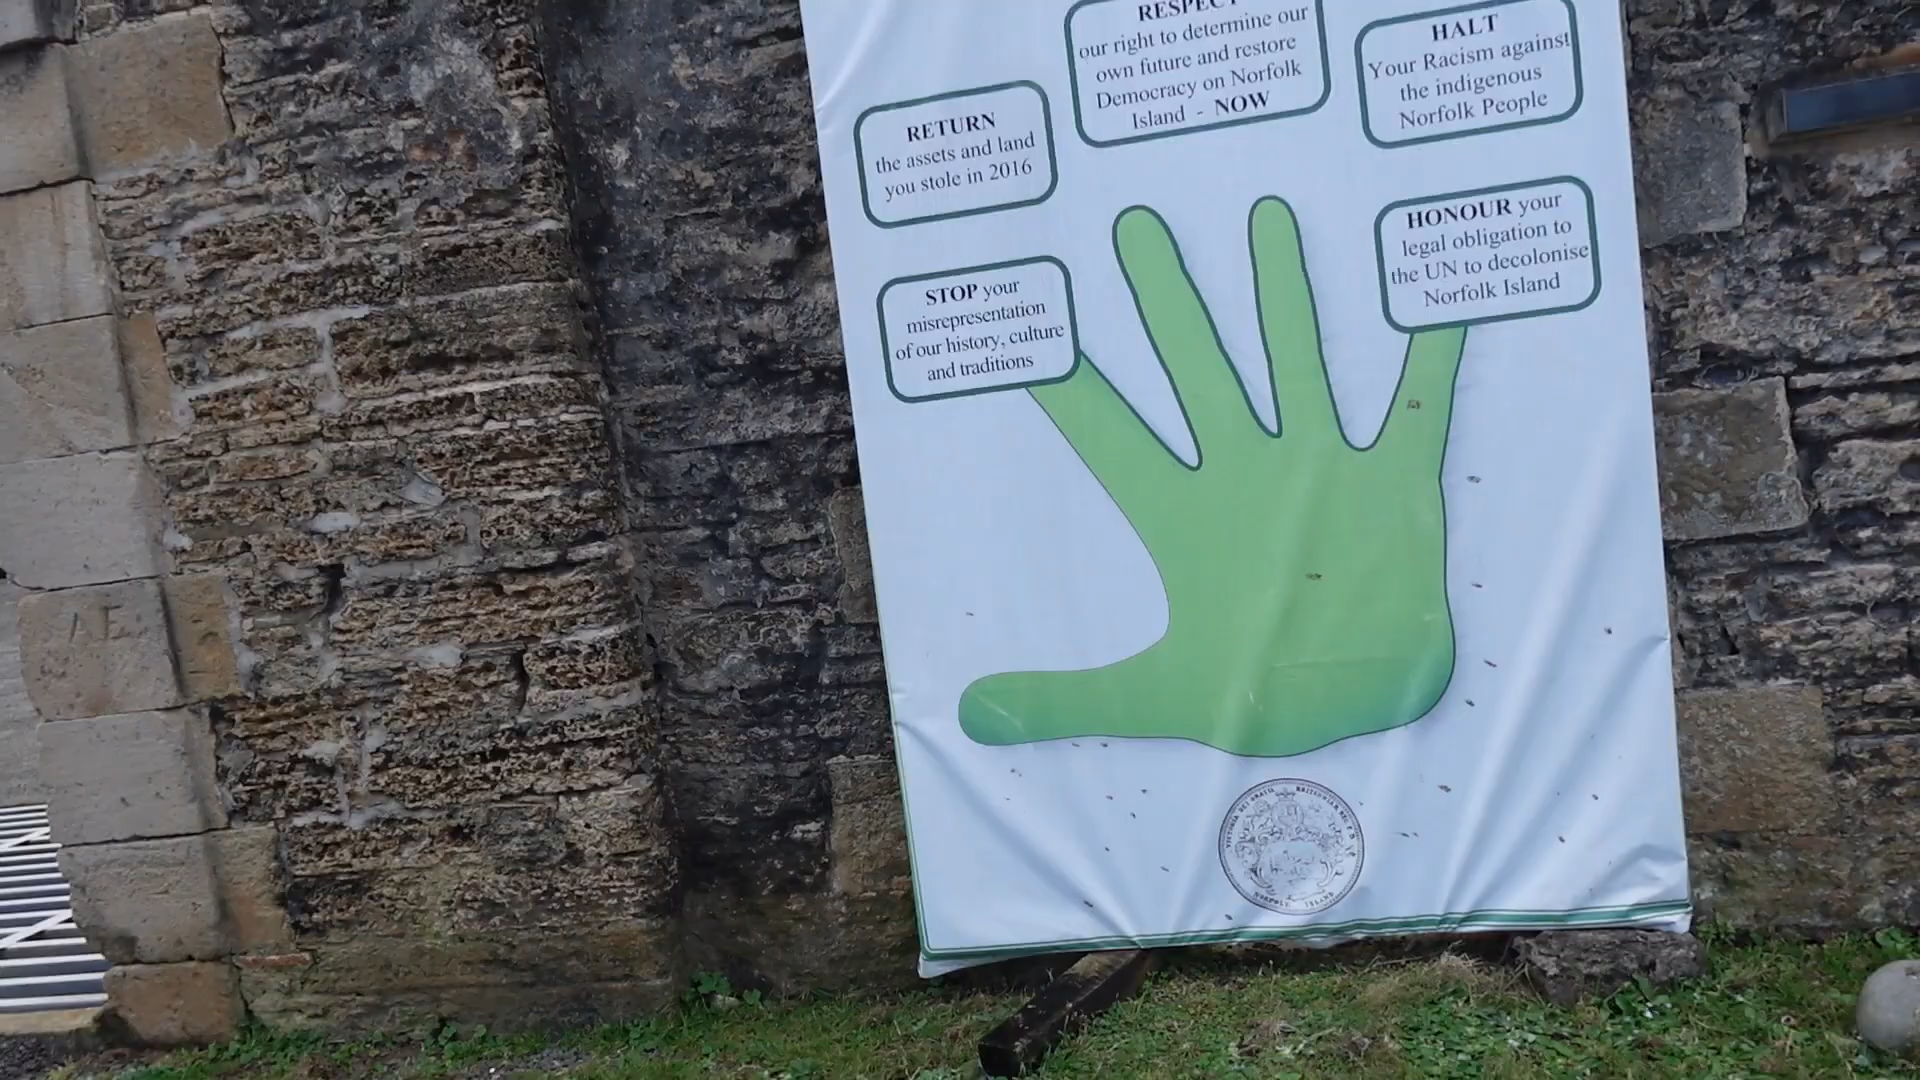 RESPECT
our right to determine our
own future and restore
Democracy on Norfolk
Island - NOW
HALT
Your Racism against
the indigenous
Norfolk People
RETURN
the assets and land
you stole in 2016
HONOUR your
legal obligation to
the UN to decolonise
Norfolk Island
STOP your
misrepresentation
of our history, culture
and traditions
NORFOLK ISLAND